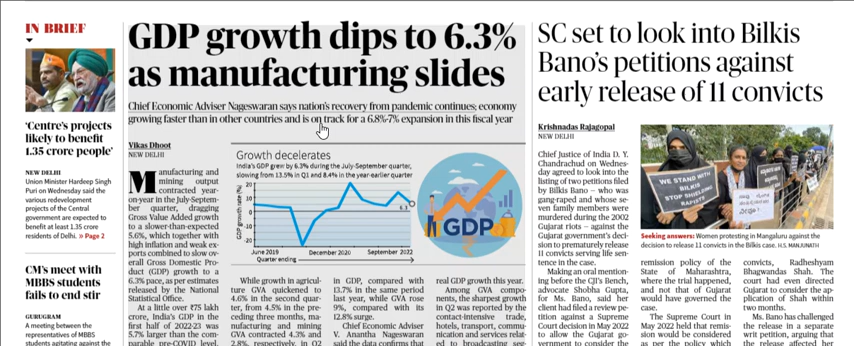 IN BRIEF
'Centre's projects
likely to benefit
1.35 crore people'
NEW DELHI
Union Minister Hardeep Singh
Puri on Wednesday said the
various redevelopment
projects of the Central
government are expected to
benefit at least 1.35 crore
residents of Delhi. » Page 2
CM's meet with
MBBS students
fails to end stir
GURUGRAM
A meeting between the
representatives of MBBS
students agitating against the
GDP growth dips to 6.3%
as manufacturing slides
Chief Economic Adviser Nageswaran says nation's recovery from pandemic continues; economy
growing faster than in other countries and is on track for a 6.8%-7% expansion in this fiscal year
Vikas Dhoot
NEW DELHI
Manufacturing and
mining output
contracted year-
on-year in the July-Septem-
ber quarter, dragging
Gross Value Added growth
to a slower-than-expected
5.6%, which together with
high inflation and weak ex-
ports combined to slow ov-
erall Gross Domestic Pro-
duct (GDP) growth to a
6.3% pace, as per estimates
released by the National
Statistical Office.
At a little over ₹75 lakh
crore, India's GDP in the
first half of 2022-23 was
5.7% larger than the com-
parable pre-COVID level,
Growth decelerates
India's GDP grew by 6.3% during the July-September quarter,
slowing from 13.5% in Q1 and 8.4% in the year-earlier quarter
GDP growth rate (%)
20
10
0
-10
-20
6.3
June 2019
December 2020
September 2022
Quarter ending
GDP
While growth in agricul-
ture GVA quickened to
4.6% in the second quar-
ter, from 4.5% in the pre-
ceding three months, ma-
nufacturing and mining
GVA contracted 4.3% and
2.8%, respectively, in Q2
in GDP, compared with
13.7% in the same period
last year, while GVA rose
9%, compared with its
12.8% surge.
Chief Economic Adviser
V. Anantha Nageswaran
said the data confirms that
real GDP growth this year.
Among GVA compo-
nents, the sharpest growth
in Q2 was reported by the
contact-intensive trade,
hotels, transport, commu-
nication and services relat-
ed to broadcasting seg-
SC set to look into Bilkis
Bano's petitions against
early release of 11 convicts
Krishnadas Rajagopal
NEW DELHI
Chief Justice of India D. Y.
Chandrachud on Wednes-
day agreed to look into the
listing of two petitions filed
by Bilkis Bano – who was
gang-raped and whose sev-
en family members were
murdered during the 2002
Gujarat riots – against the
Gujarat government's deci-
sion to prematurely release
11 convicts serving life sen-
tence in the case.
Making an oral mention-
ing before the CJI's Bench,
advocate Shobha Gupta,
for Ms. Bano, said her
client had filed a review pe-
tition against a Supreme
Court decision in May 2022
to allow the Gujarat go-
vernment to consider the
WE STAND WITH
BILKIS
STOP SHIELDING
RAPISTS
Seeking answers: Women protesting in Mangaluru against the
decision to release 11 convicts in the Bilkis case. H.S. MANJUNATH
remission policy of the
State of Maharashtra,
where the trial happened,
and not that of Gujarat
would have governed the
case.
The Supreme Court in
May 2022 held that remis-
sion would be considered
as per the policy which
convicts, Radheshyam
Bhagwandas Shah. The
court had even directed
Gujarat to consider the ap-
plication of Shah within
two months.
Ms. Bano has challenged
the release in a separate
writ petition, arguing that
the release affected her